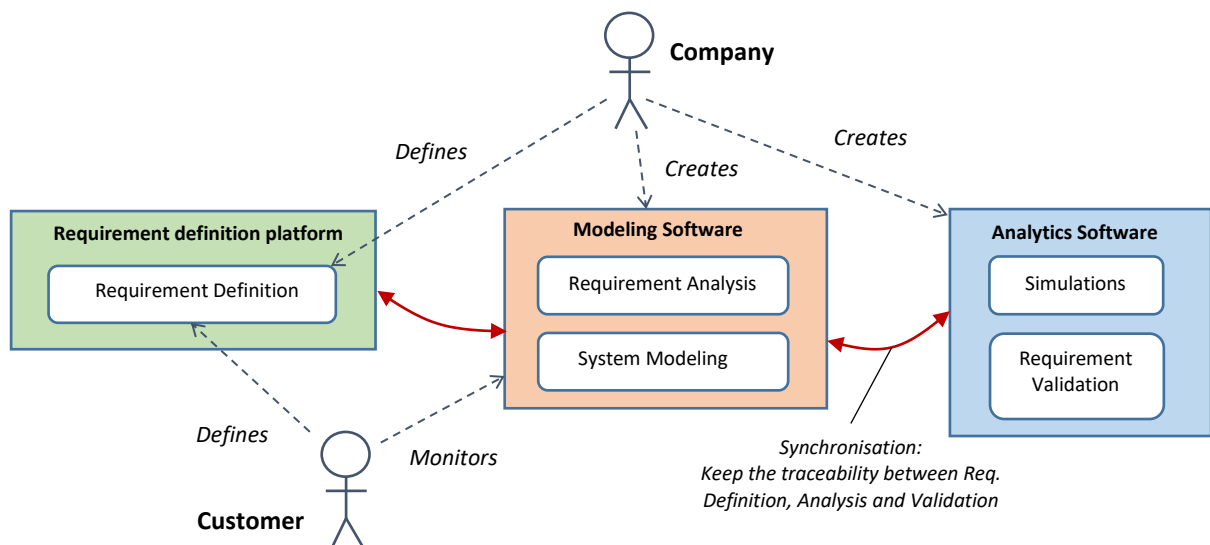 Company
Defines
Creates
Creates
Requirement definition platform
Requirement Definition
Modeling Software
Requirement Analysis
System Modeling
Analytics Software
Simulations
Requirement
Validation
Defines
Monitors
Customer
Synchronisation:
Keep the traceability between Req.
Definition, Analysis and Validation